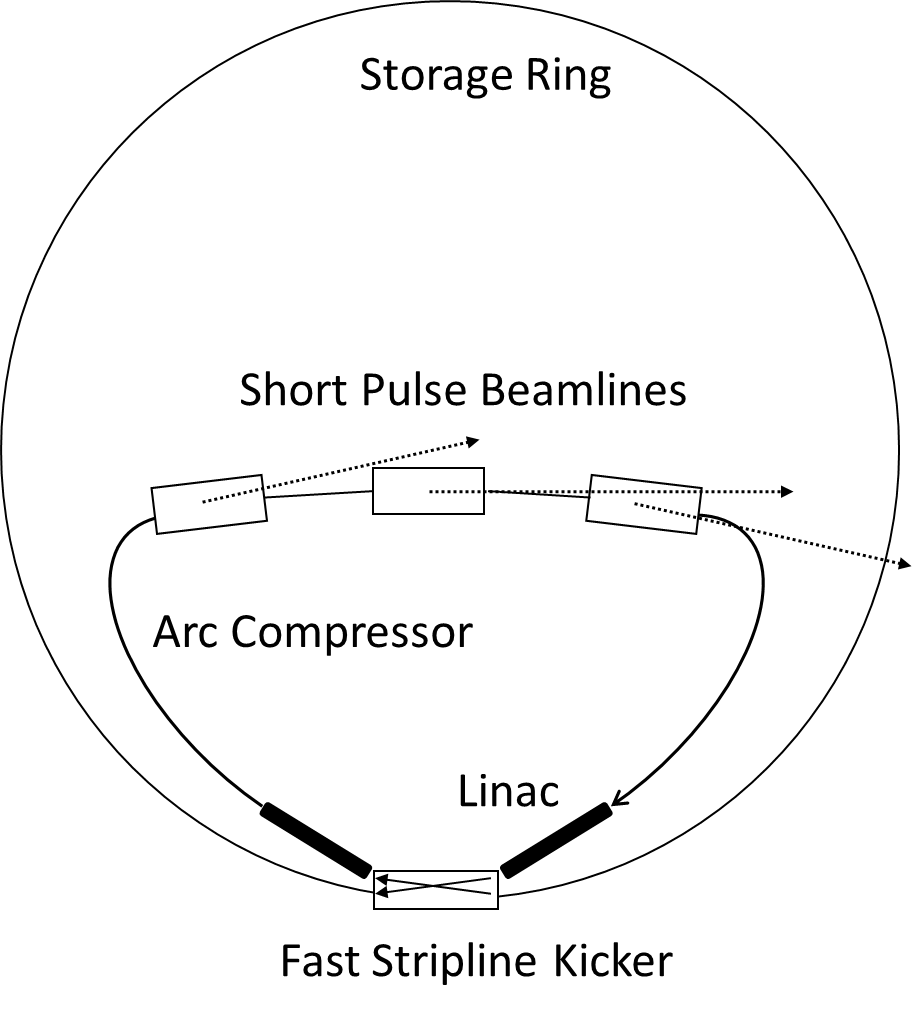 Storage Ring
Short Pulse Beamlines
Arc Compressor
Linac
Fast Stripline Kicker